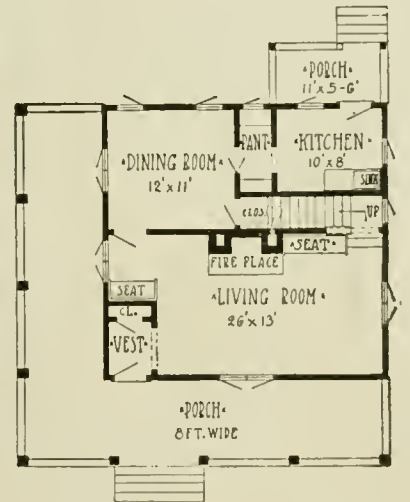 PORCH
11'x5-6"
PANT.
KITCHEN
10'x8'
SINK
DINING ROOM
12'x11'
CLOS.
UP
SEAT
FIRE PLACE
SEAT
LIVING ROOM
26'x13'
CL.
VEST.
PORCH
8FT. WIDE